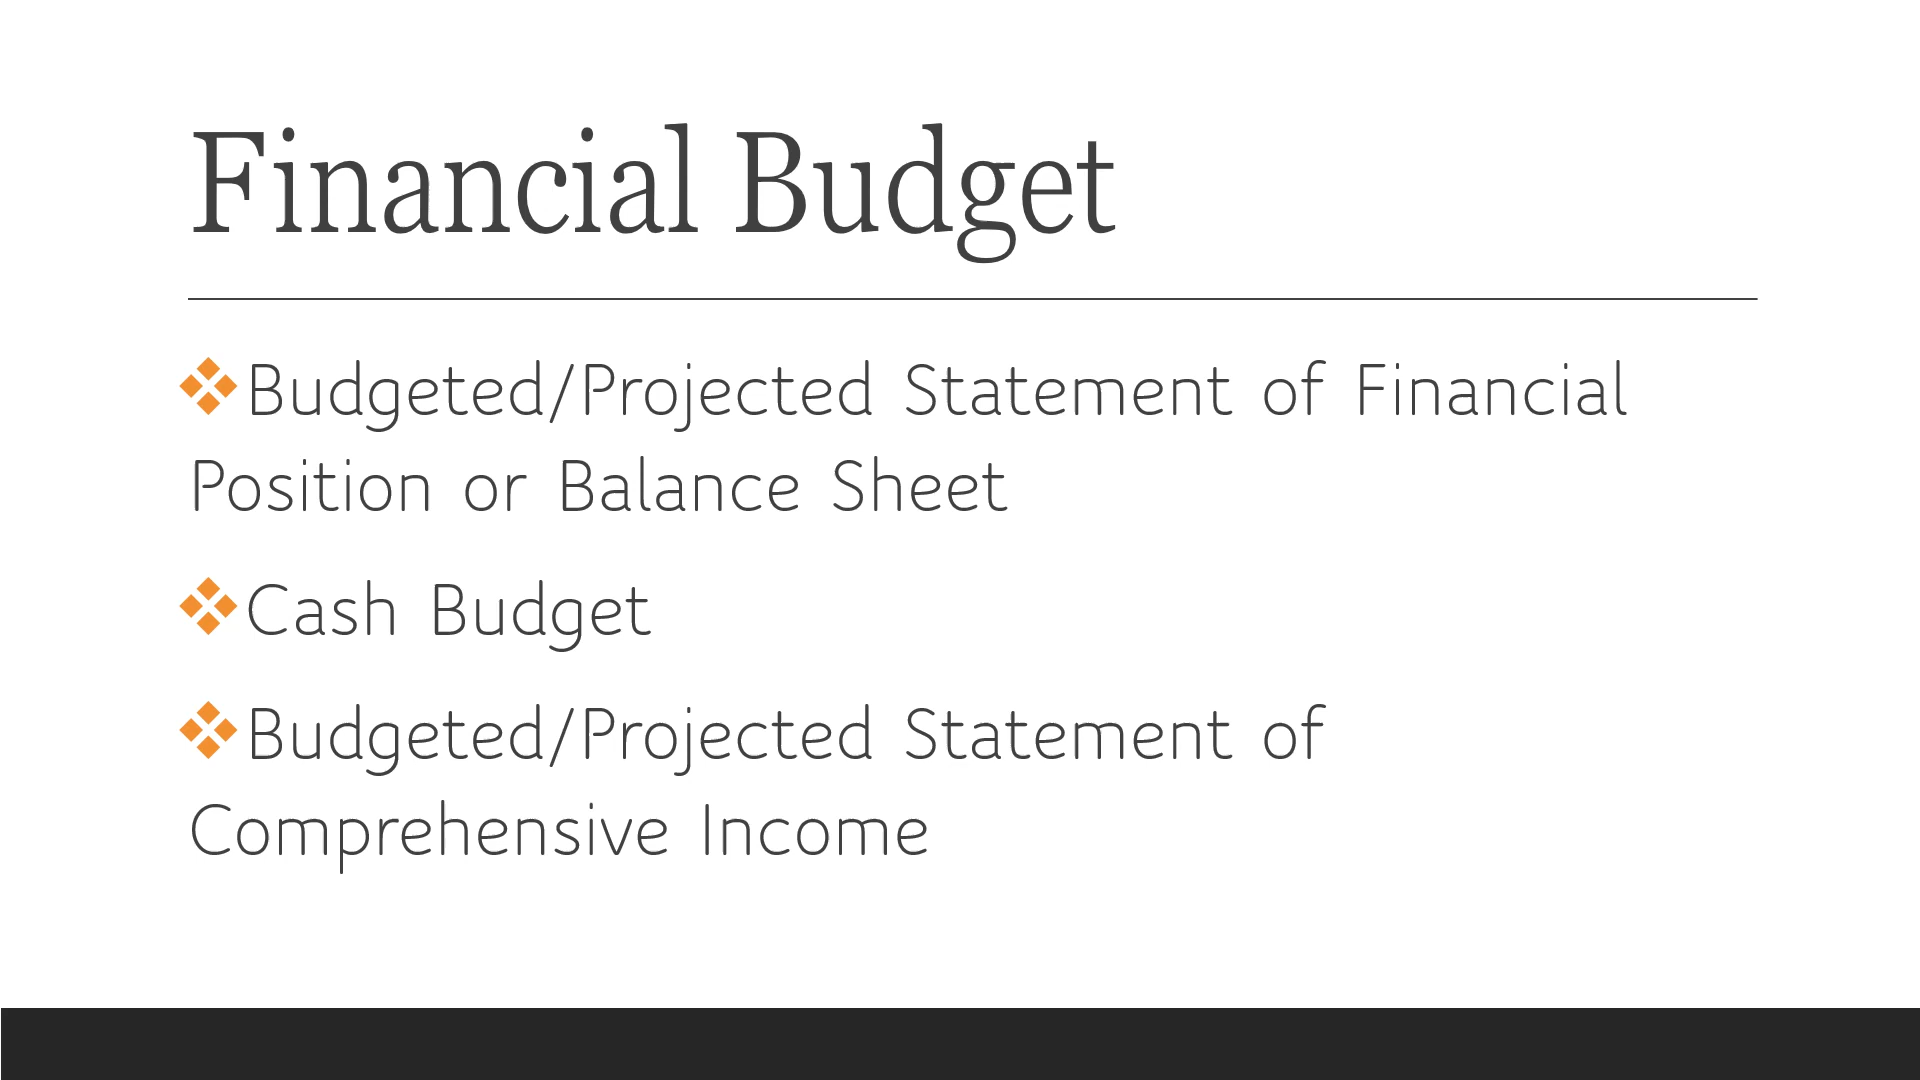 Financial Budget
❖Budgeted/Projected Statement of Financial
Position or Balance Sheet
❖Cash Budget
❖Budgeted/Projected Statement of
Comprehensive Income